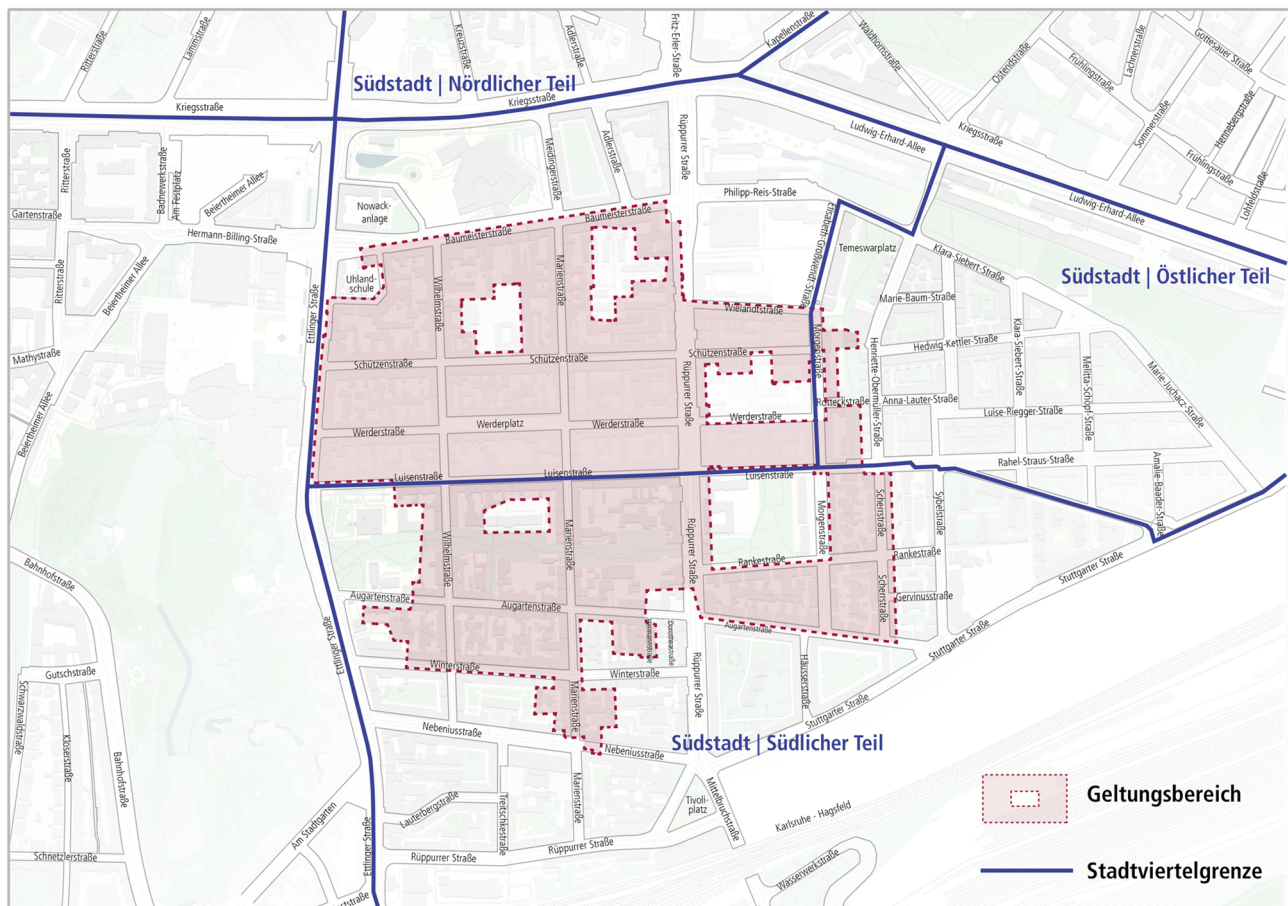 Ritterstraße
Lammstraße
Kreuzstraße
Adlerstraße
Fritz-Erler-Straße
Kapellenstraße
Waldhornstraße
Ostendstraße
Frühlingstraße
Lachnerstraße
Gottesauer Straße
Südstadt | Nördlicher Teil
Kriegsstraße
Kriegsstraße
Ludwig-Erhard-Allee
Kriegsstraße
Sommerstraße
Hennebergstraße
Frühlingstraße
Lohfeldstraße
Ritterstraße
Badnewerkstraße
Am Festplatz
Beiertheimer Allee
Meidingerstraße
Adlerstraße
Rüppurrer Straße
Philipp-Reis-Straße
Ludwig-Erhard-Allee
Gartenstraße
Hermann-Billing-Straße
Nowack-
anlage
Baumeisterstraße
Baumeisterstraße
Elisabeth-Großwendt-Straße
Temeswarplatz
Klara-Siebert-Straße
Südstadt | Östlicher Teil
Ritterstraße
Beiertheimer Allee
Uhland-
schule
Ettlinger Straße
Wilhelmstraße
Marienstraße
Marie-Baum-Straße
Wielandtstraße
Morgenstraße
Hedwig-Kettler-Straße
Klara-Siebert-Straße
Mathystraße
Schützenstraße
Schützenstraße
Schützenstraße
Rüppurrer Straße
Henriette-Obermüller-Straße
Melitta-Schöpf-Straße
Marie-Juchacz-Straße
Beiertheimer Allee
Rotteckstraße
Anna-Lauter-Straße
Luise-Riegger-Straße
Werderstraße
Werderplatz
Werderstraße
Werderstraße
Luisenstraße
Luisenstraße
Luisenstraße
Rahel-Straus-Straße
Amalie-Baader-Straße
Wilhelmstraße
Marienstraße
Rüppurrer Straße
Morgenstraße
Scherrstraße
Sybelstraße
Rankestraße
Rankestraße
Stuttgarter Straße
Bahnhofstraße
Augartenstraße
Augartenstraße
Scherrstraße
Gervinusstraße
Augartenstraße
Ettlinger Straße
Dorotheastraße
Stuttgarter Straße
Winterstraße
Winterstraße
Rüppurrer Straße
Häusserstraße
Gutschstraße
Schwarzwaldstraße
Klosestraße
Bahnhofstraße
Marienstraße
Stuttgarter Straße
Nebeniusstraße
Nebeniusstraße
Südstadt | Südlicher Teil
Mittelbruchstraße
Tivoli-
platz
Lauterbergstraße
Treitschkestraße
Marienstraße
Karlsruhe - Hagsfeld
Geltungsbereich
Am Stadtgarten
Ettlinger Straße
Schnetzlerstraße
Rüppurrer Straße
Rüppurrer Straße
Wasserwerkstraße
Stadtviertelgrenze